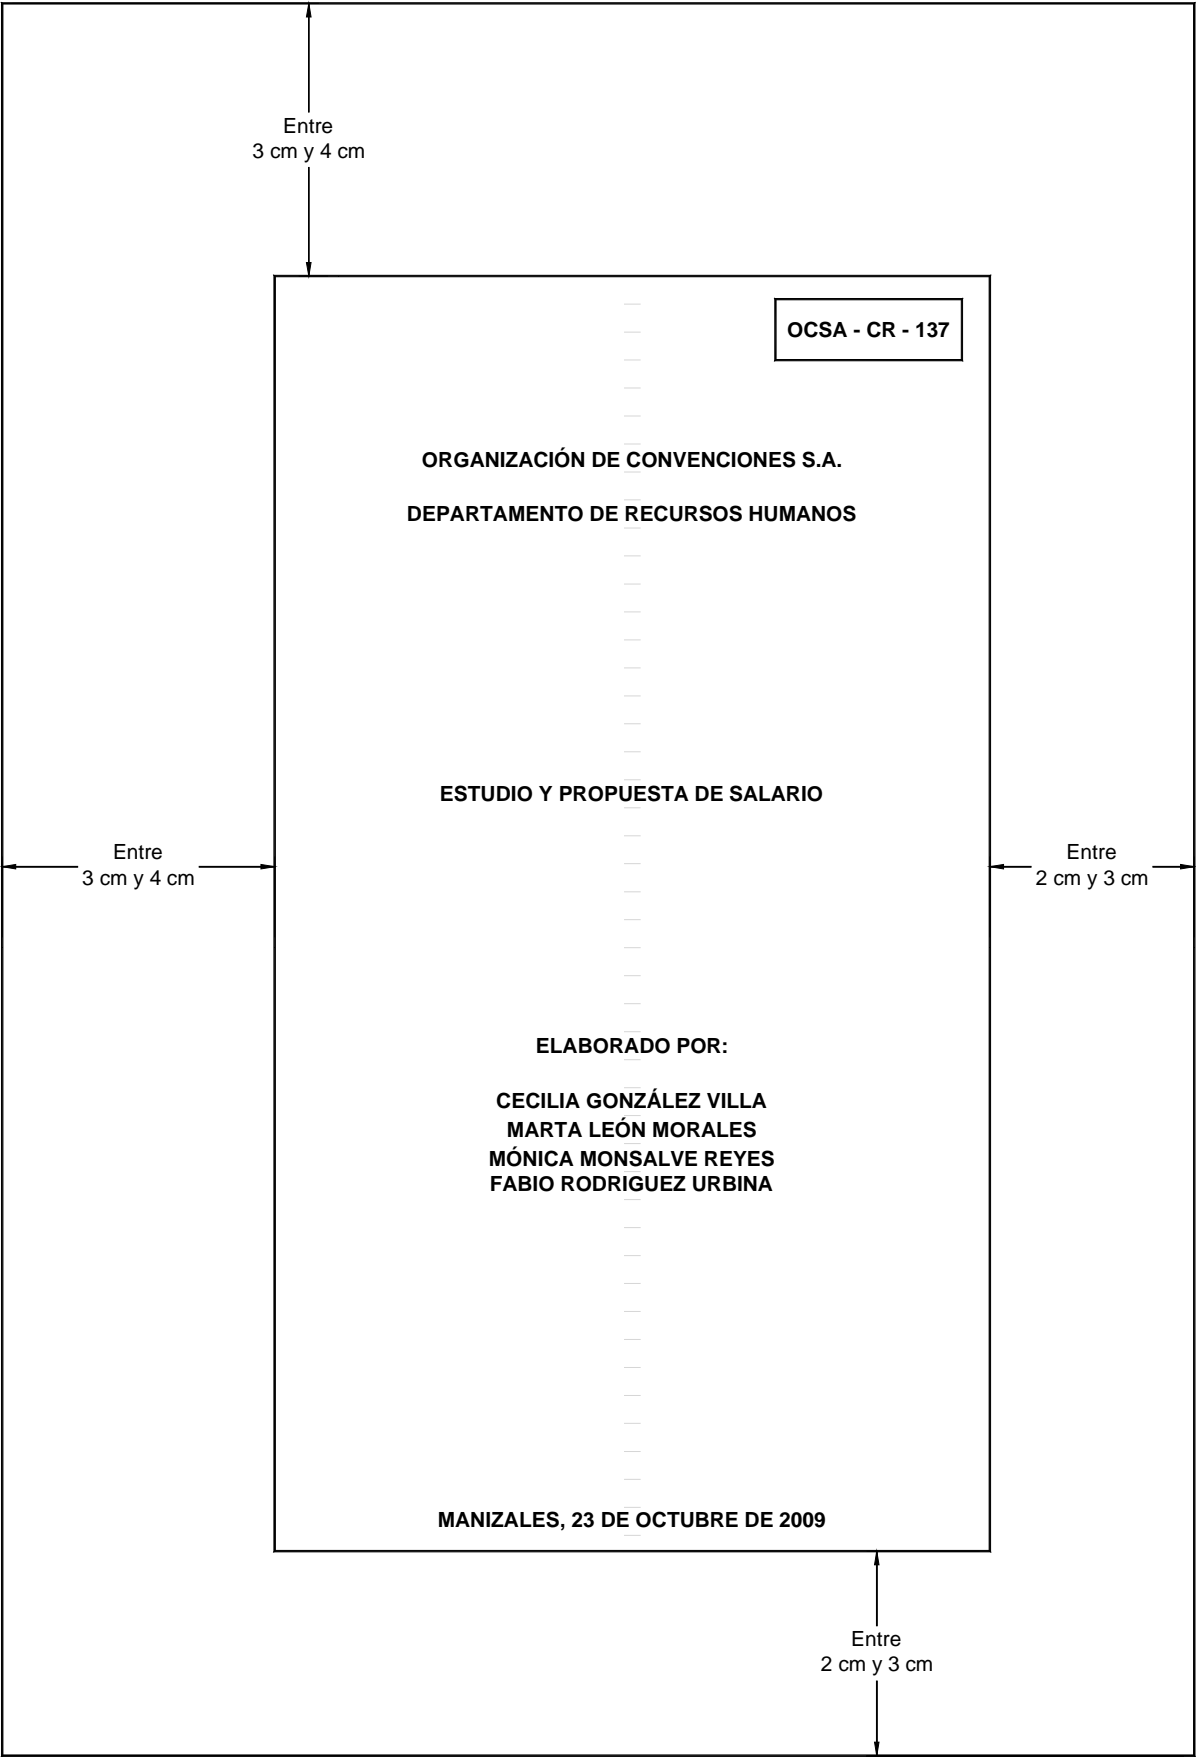 Entre
3 cm y 4 cm
OCSA - CR - 137
ORGANIZACIÓN DE CONVENCIONES S.A.
DEPARTAMENTO DE RECURSOS HUMANOS
ESTUDIO Y PROPUESTA DE SALARIO
Entre
3 cm y 4 cm
Entre
2 cm y 3 cm
ELABORADO POR:
CECILIA GONZÁLEZ VILLA
MARTA LEÓN MORALES
MÓNICA MONSALVE REYES
FABIO RODRIGUEZ URBINA
MANIZALES, 23 DE OCTUBRE DE 2009
Entre
2 cm y 3 cm